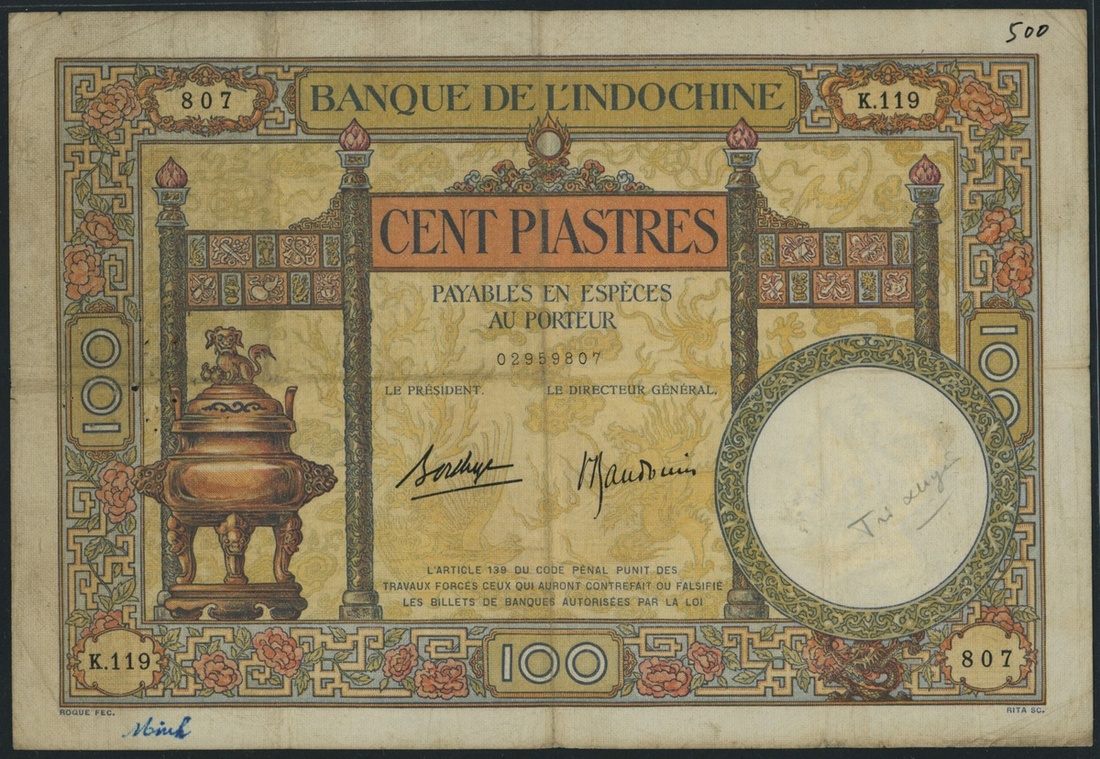 500
807
BANQUE DE L'INDOCHINE
K.119
CENT PIASTRES
PAYABLES EN ESPÈCES
AU PORTEUR
02959807
LE PRÉSIDENT.
LE DIRECTEUR GÉNÉRAL,
100
100
L'ARTICLE 139 DU CODE PÉNAL PUNIT DES
TRAVAUX FORCÉS CEUX QUI AURONT CONTREFAIT OU FALSIFIÉ
LES BILLETS DE BANQUES AUTORISÉES PAR LA LOI
K.119
100
807
ROQUE FEC.
RITA SC.
Minh